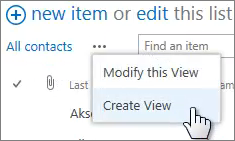 new item or edit this list
All contacts ••• Find an item
Modify this View
Last
Create View
Akse